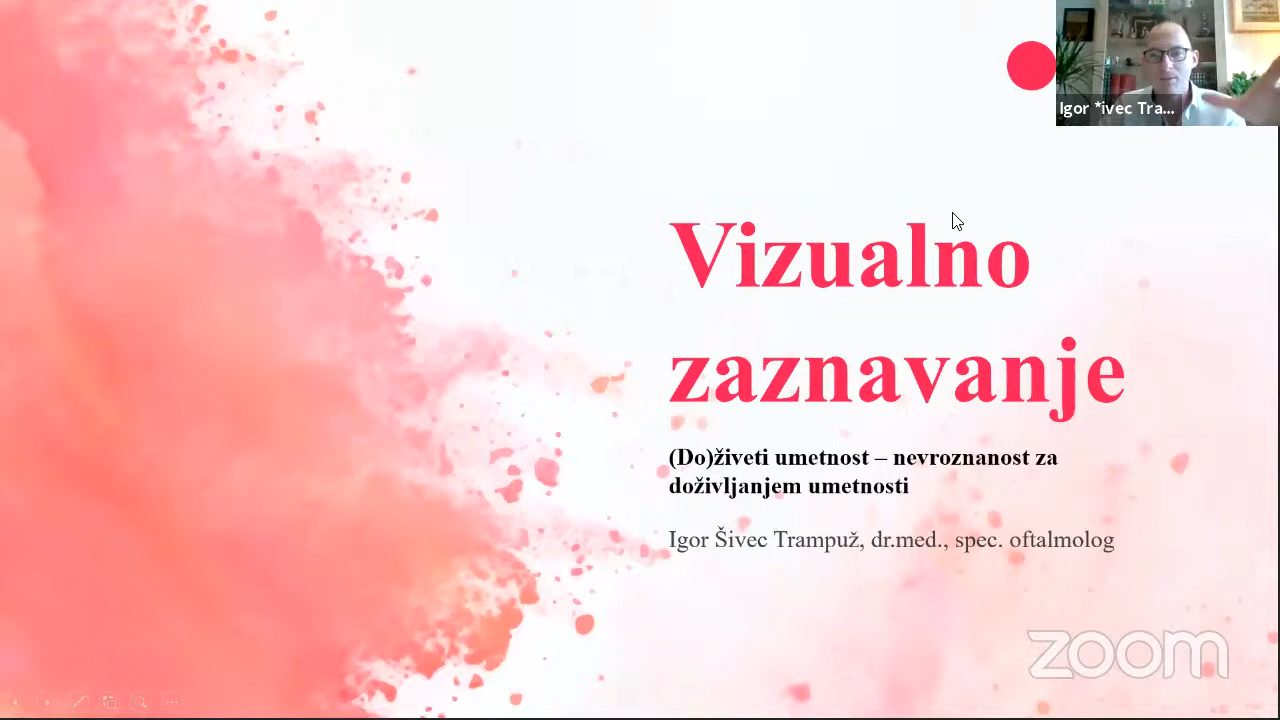 Igor *ivec Tra...
Vizualno
zaznavanje
(Do)živeti umetnost – nevroznanost za
doživljanjem umetnosti
Igor Šivec Trampuž, dr.med., spec. oftalmolog
zoom